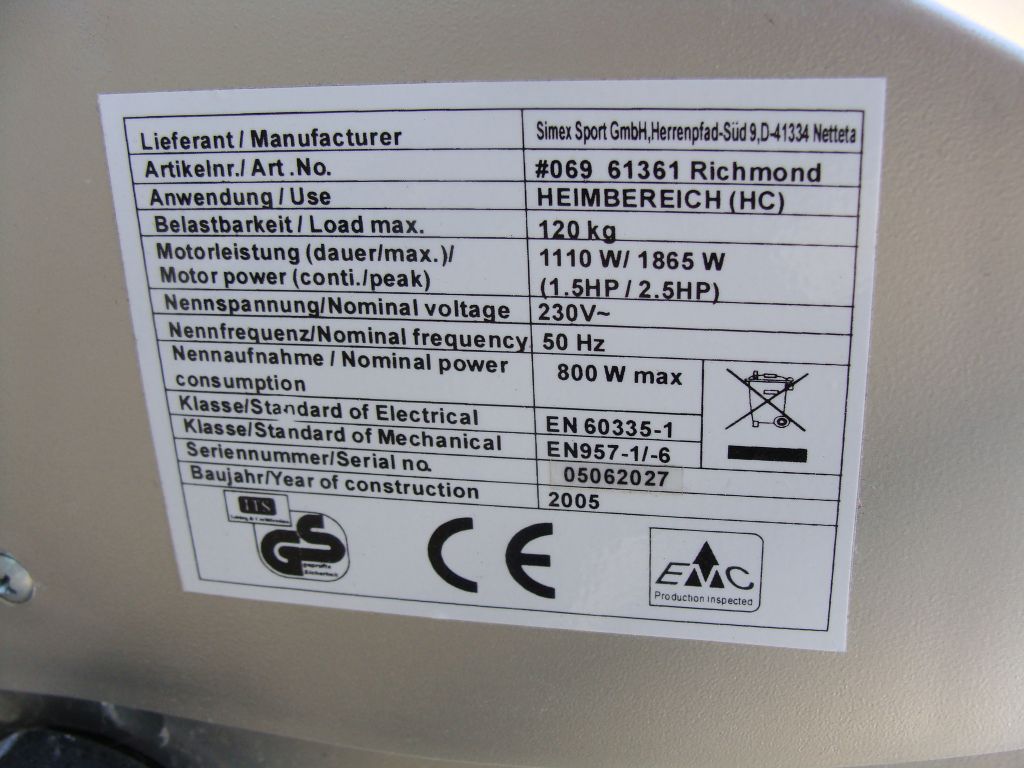 Lieferant / Manufacturer Simex Sport GmbH,Herrenpfad-Süd 9,D-41334 Netteta
Artikelnr./ Art .No. #069 61361 Richmond
Anwendung / Use HEIMBEREICH (HC)
Belastbarkeit / Load max. 120 kg
Motorleistung (dauer/max.)/ 1110 W/ 1865 W
Motor power (conti./peak) (1.5HP / 2.5HP)
Nennspannung/Nominal voltage 230V~
Nennfrequenz/Nominal frequency 50 Hz
Nennaufnahme / Nominal power 800 W max
consumption
Klasse/Standard of Electrical EN 60335-1
Klasse/Standard of Mechanical EN957-1/-6
Seriennummer/Serial no. 05062027
Baujahr/Year of construction 2005
ITS
GS
geprüfte
Sicherheit
CE
EMC
Production inspected